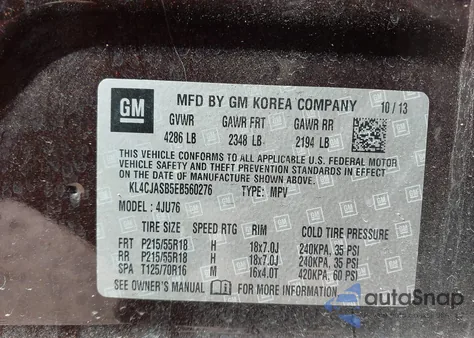 GM MFD BY GM KOREA COMPANY 10 / 13
GVWR GAWR FRT GAWR RR
4286 LB 2348 LB 2194 LB
THIS VEHICLE CONFORMS TO ALL APPLICABLE U.S. FEDERAL MOTOR
VEHICLE SAFETY AND THEFT PREVENTION STANDARDS IN EFFECT
ON THE DATE OF MANUFACTURE SHOWN ABOVE.
KL4CJASB5EB560276 TYPE: MPV
MODEL: 4JU76
TIRE SIZE SPEED RTG RIM COLD TIRE PRESSURE
FRT P215/55R18 H 18x7.0J 240KPA, 35 PSI
RR P215/55R18 H 18x7.0J 240KPA, 35 PSI
SPA T125/70R16 M 16x4.0T 420KPA, 60 PSI
SEE OWNER'S MANUAL FOR MORE INFORMATION.
autoSnap